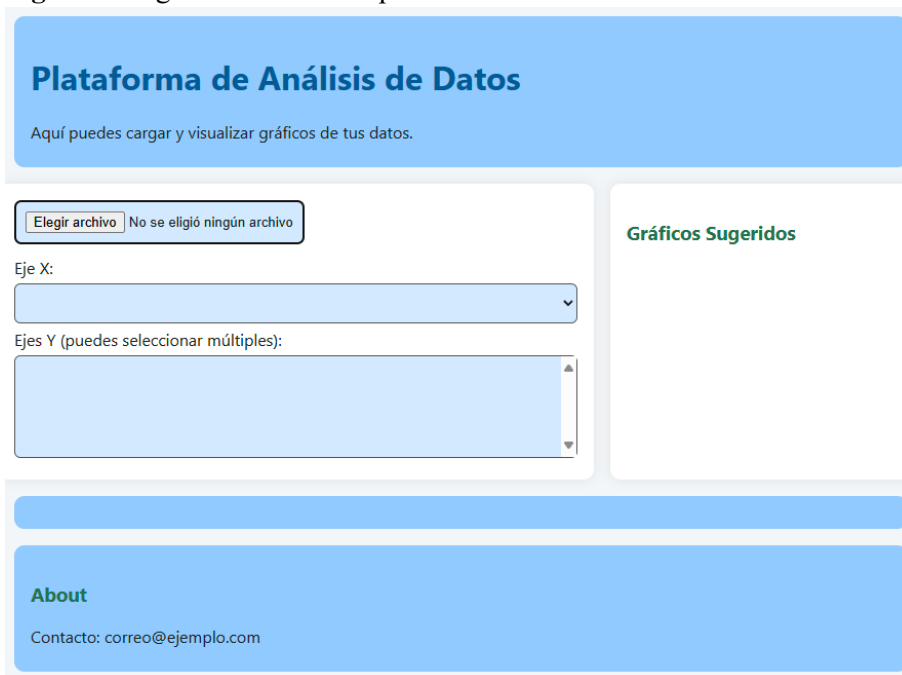 Plataforma de Análisis de Datos
Aquí puedes cargar y visualizar gráficos de tus datos.
Elegir archivo No se eligió ningún archivo
Eje X:
Ejes Y (puedes seleccionar múltiples):
Gráficos Sugeridos
About
Contacto: correo@ejemplo.com